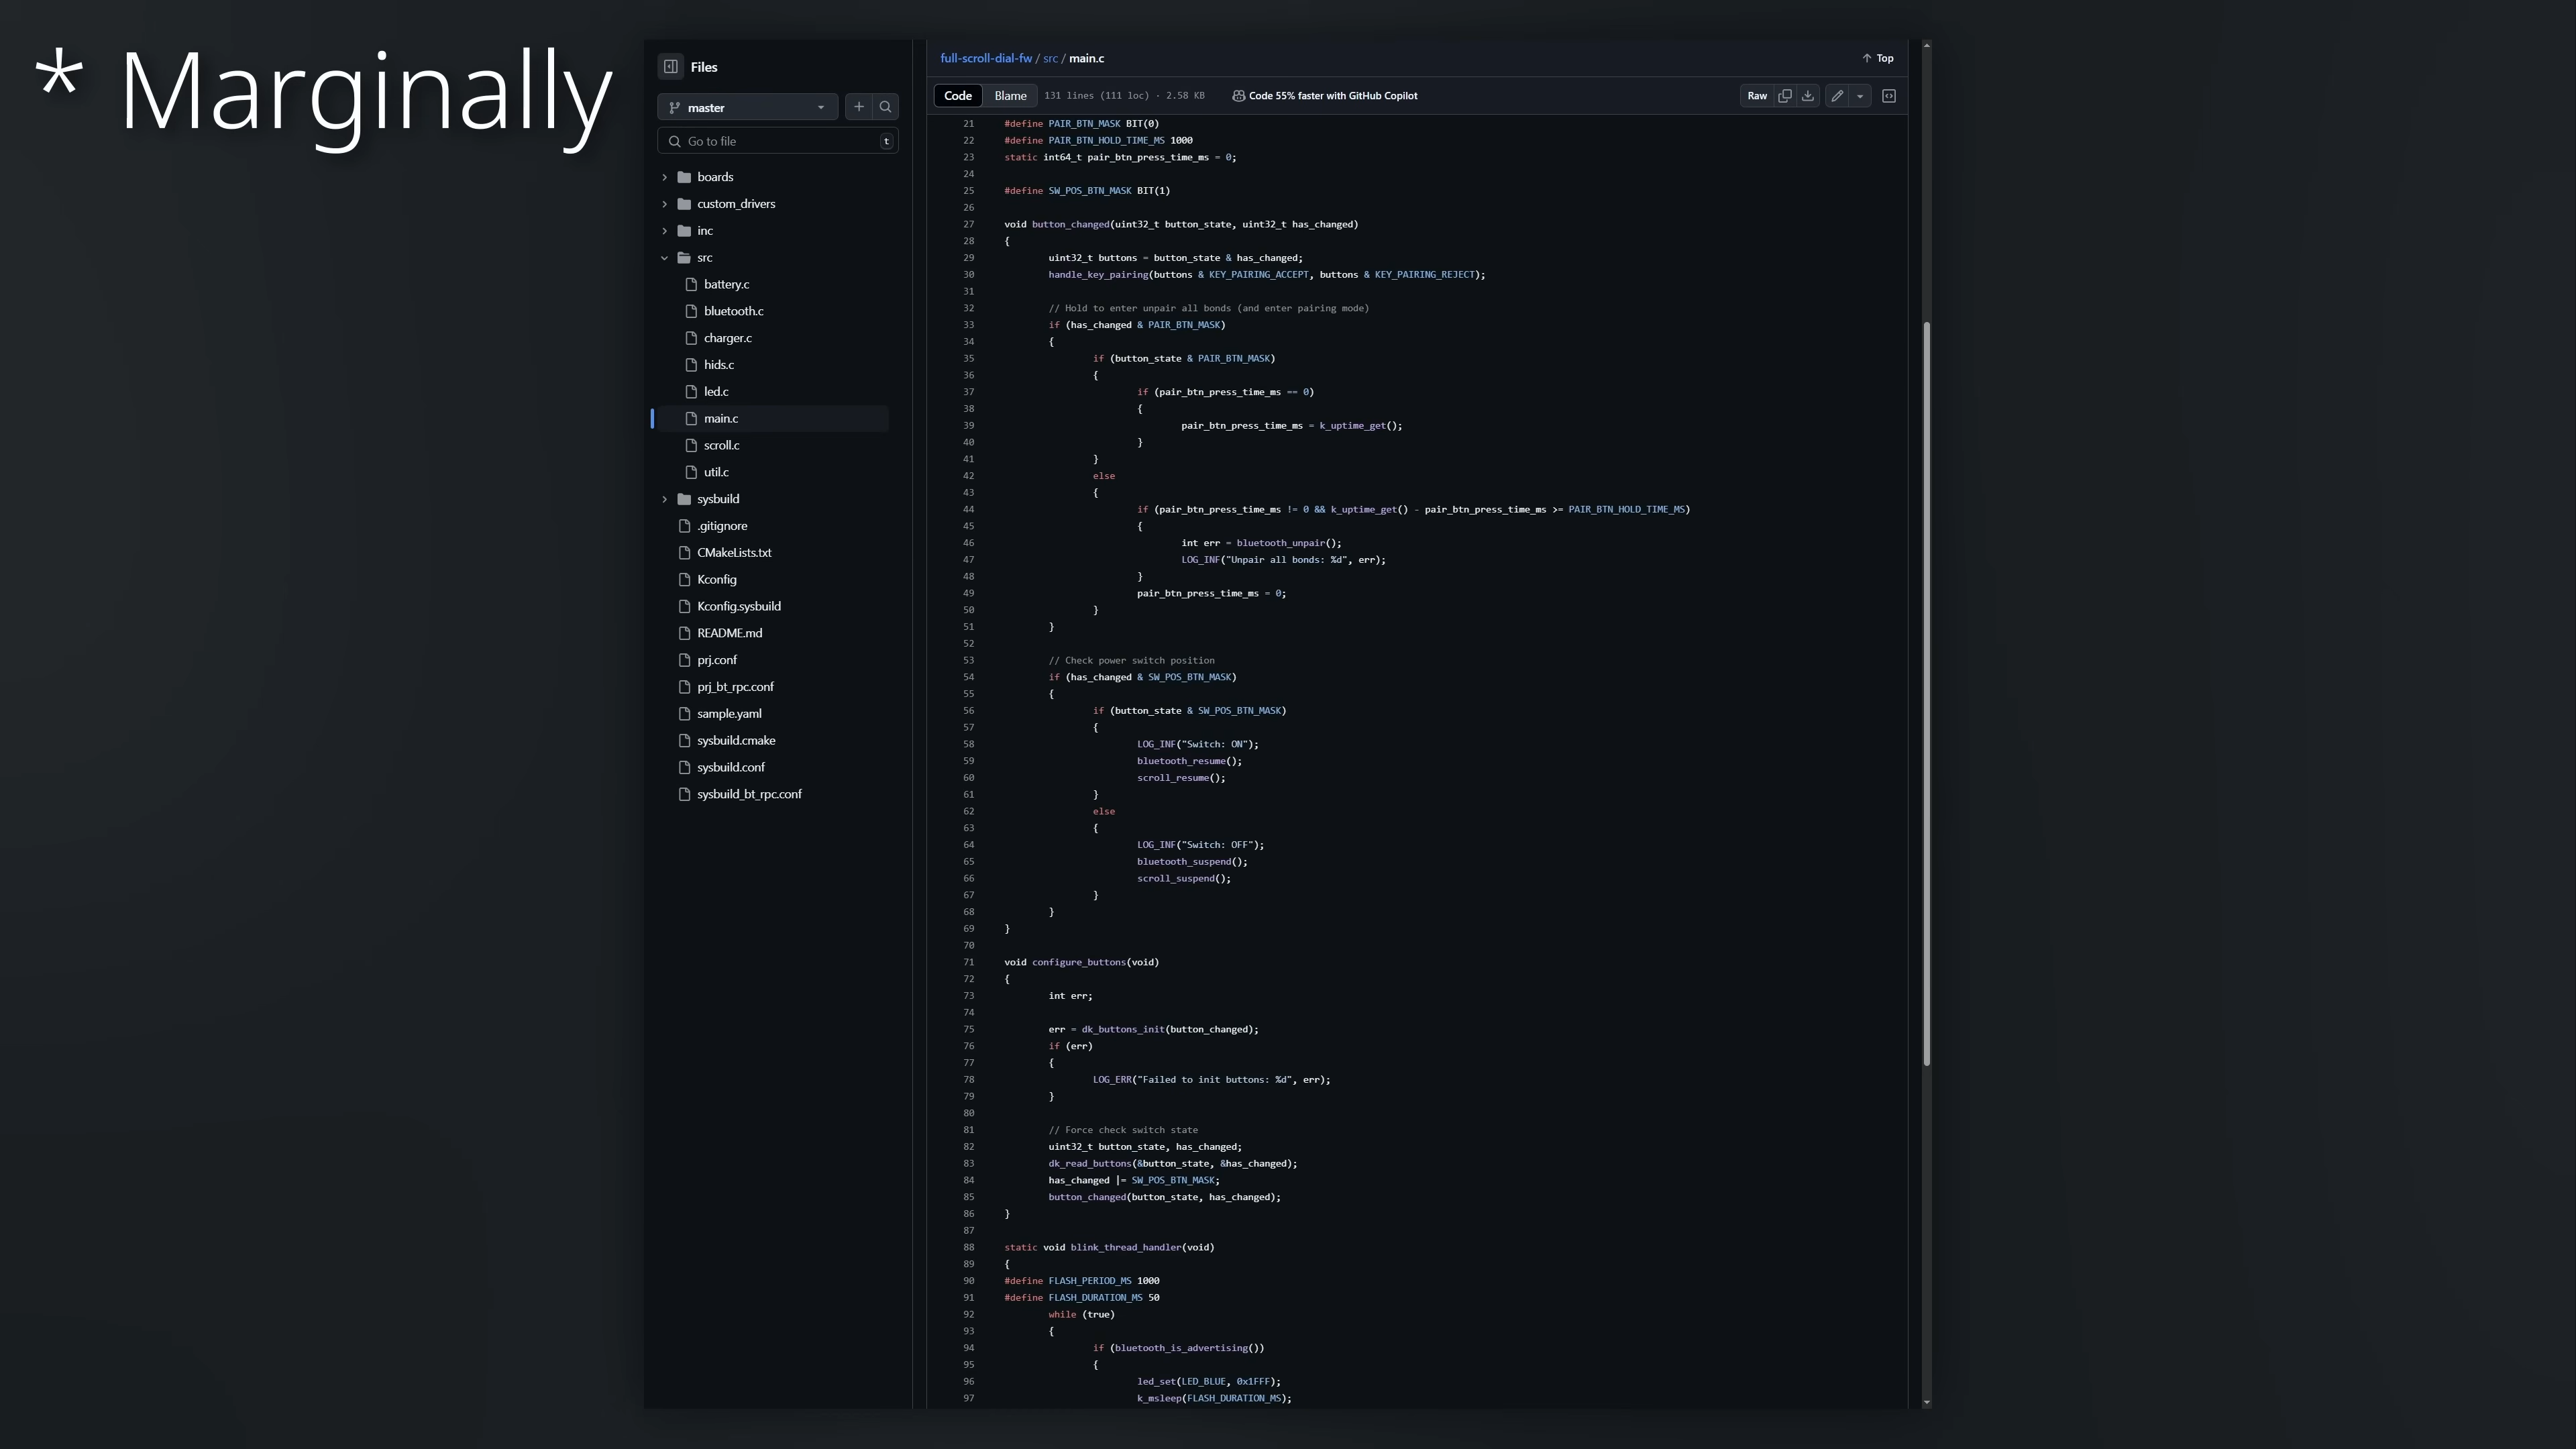 * Marginally
Files
master
Go to file
t
boards
custom_drivers
inc
src
battery.c
bluetooth.c
charger.c
hids.c
led.c
main.c
scroll.c
util.c
sysbuild
.gitignore
CMakeLists.txt
Kconfig
Kconfig.sysbuild
README.md
prj.conf
prj_bt_rpc.conf
sample.yaml
sysbuild.cmake
sysbuild.conf
sysbuild_bt_rpc.conf
full-scroll-dial-fw / src / main.c
Top
Code Blame 131 lines (111 loc) · 2.58 KB Code 55% faster with GitHub Copilot
Raw
21 #define PAIR_BTN_MASK BIT(0)
22 #define PAIR_BTN_HOLD_TIME_MS 1000
23 static int64_t pair_btn_press_time_ms = 0;
24
25 #define SW_POS_BTN_MASK BIT(1)
26
27 void button_changed(uint32_t button_state, uint32_t has_changed)
28 {
29 uint32_t buttons = button_state & has_changed;
30 handle_key_pairing(buttons & KEY_PAIRING_ACCEPT, buttons & KEY_PAIRING_REJECT);
31
32 // Hold to enter unpair all bonds (and enter pairing mode)
33 if (has_changed & PAIR_BTN_MASK)
34 {
35 if (button_state & PAIR_BTN_MASK)
36 {
37 if (pair_btn_press_time_ms == 0)
38 {
39 pair_btn_press_time_ms = k_uptime_get();
40 }
41 }
42 else
43 {
44 if (pair_btn_press_time_ms != 0 && k_uptime_get() - pair_btn_press_time_ms >= PAIR_BTN_HOLD_TIME_MS)
45 {
46 int err = bluetooth_unpair();
47 LOG_INF("Unpair all bonds: %d", err);
48 }
49 pair_btn_press_time_ms = 0;
50 }
51 }
52
53 // Check power switch position
54 if (has_changed & SW_POS_BTN_MASK)
55 {
56 if (button_state & SW_POS_BTN_MASK)
57 {
58 LOG_INF("Switch: ON");
59 bluetooth_resume();
60 scroll_resume();
61 }
62 else
63 {
64 LOG_INF("Switch: OFF");
65 bluetooth_suspend();
66 scroll_suspend();
67 }
68 }
69 }
70
71 void configure_buttons(void)
72 {
73 int err;
74
75 err = dk_buttons_init(button_changed);
76 if (err)
77 {
78 LOG_ERR("Failed to init buttons: %d", err);
79 }
80
81 // Force check switch state
82 uint32_t button_state, has_changed;
83 dk_read_buttons(&button_state, &has_changed);
84 has_changed |= SW_POS_BTN_MASK;
85 button_changed(button_state, has_changed);
86 }
87
88 static void blink_thread_handler(void)
89 {
90 #define FLASH_PERIOD_MS 1000
91 #define FLASH_DURATION_MS 50
92 while (true)
93 {
94 if (bluetooth_is_advertising())
95 {
96 led_set(LED_BLUE, 0x1FFF);
97 k_msleep(FLASH_DURATION_MS);